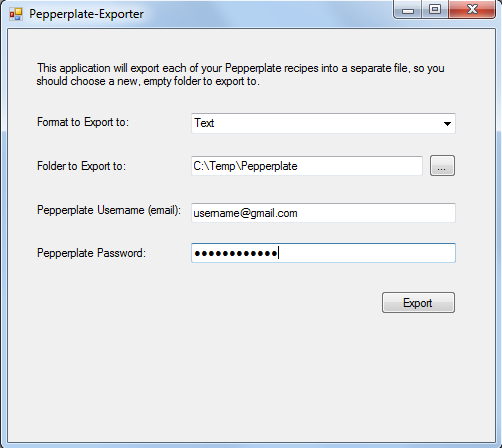 Pepperplate-Exporter
This application will export each of your Pepperplate recipes into a separate file, so you
should choose a new, empty folder to export to.
Format to Export to: Text
Folder to Export to: C:\Temp\Pepperplate ...
Pepperplate Username (email): username@gmail.com
Pepperplate Password: ●●●●●●●●●●●●
Export